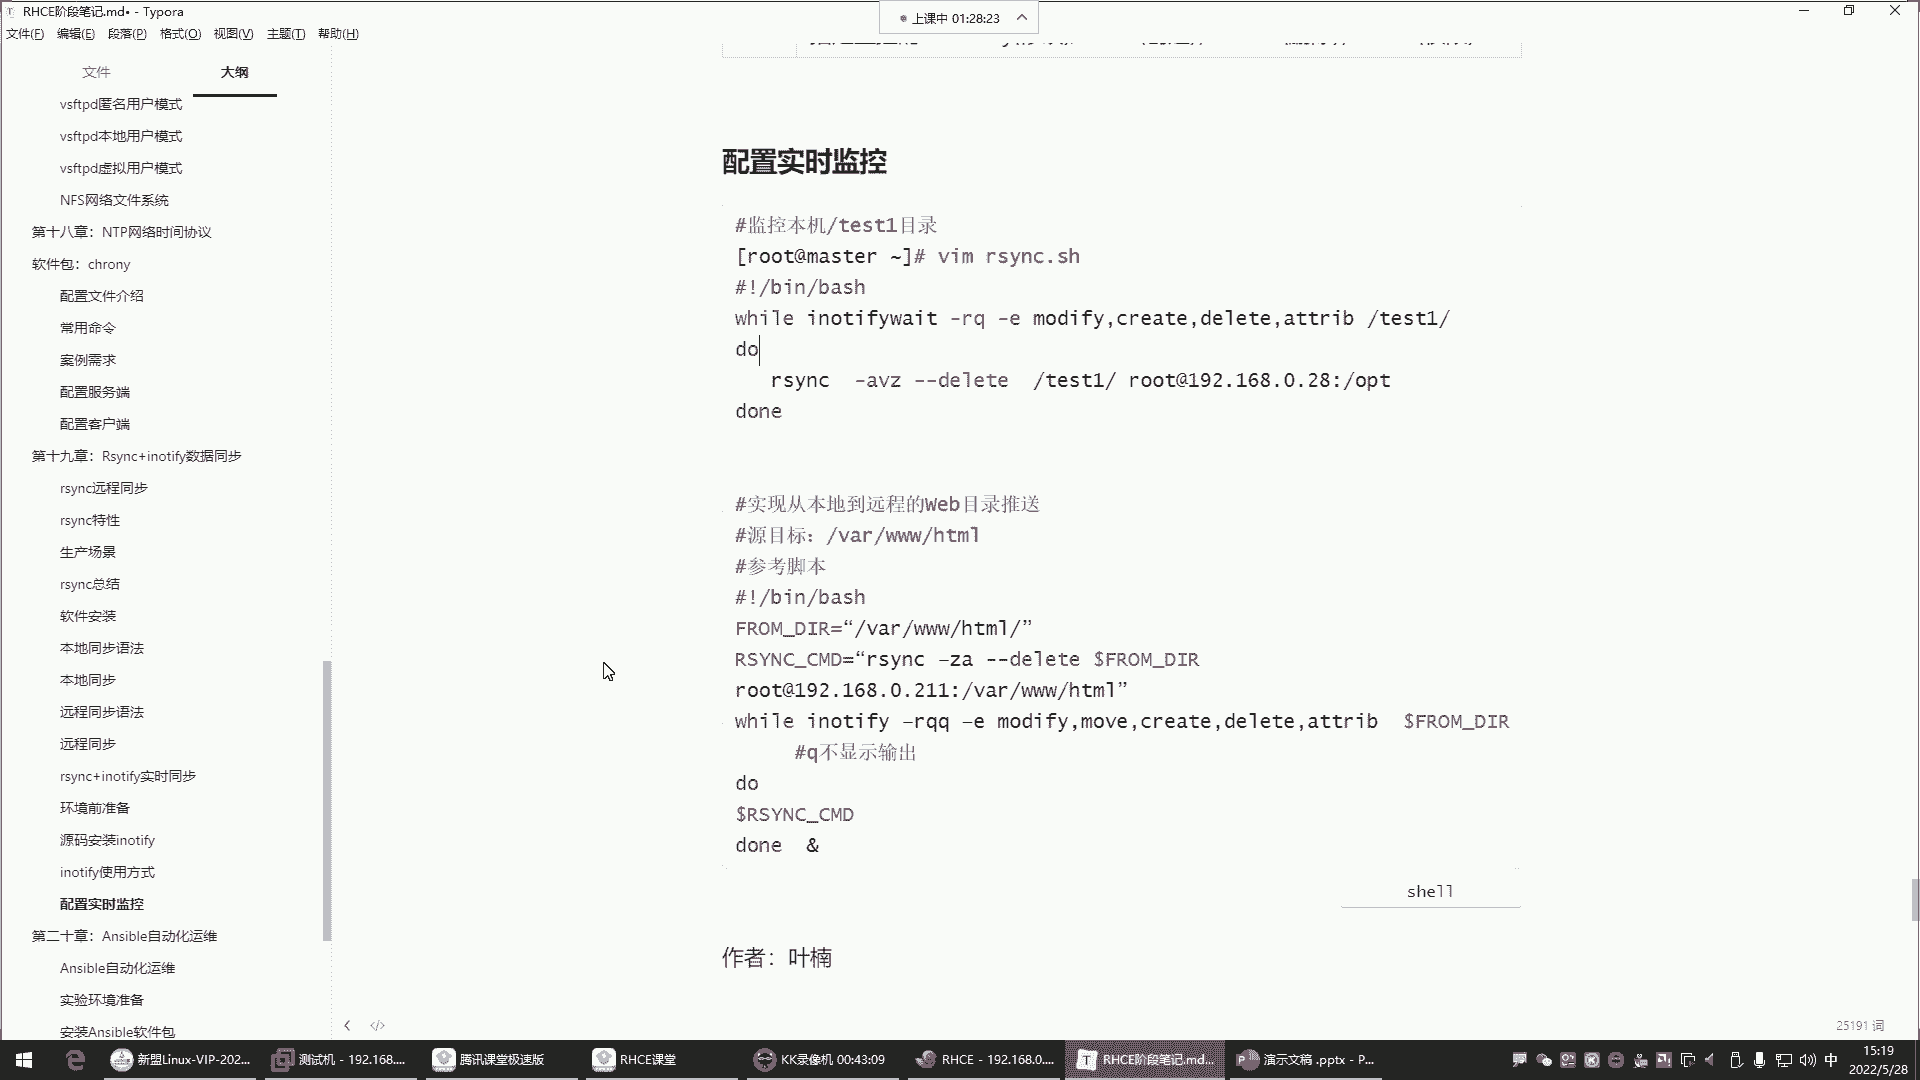 RHCE阶段笔记.md• - Typora
上课中 01:28:23
文件(F) 编辑(E) 段落(P) 格式(O) 视图(V) 主题(T) 帮助(H)
文件
大纲
vsftpd匿名用户模式
vsftpd本地用户模式
vsftpd虚拟用户模式
NFS网络文件系统
第十八章：NTP网络时间协议
软件包：chrony
配置文件介绍
常用命令
案例需求
配置服务端
配置客户端
第十九章：Rsync+inotify数据同步
rsync远程同步
rsync特性
生产场景
rsync总结
软件安装
本地同步语法
本地同步
远程同步语法
远程同步
rsync+inotify实时同步
环境前准备
源码安装inotify
inotify使用方式
配置实时监控
第二十章：Ansible自动化运维
Ansible自动化运维
实验环境准备
安装Ansible软件包
配置实时监控
#监控本机/test1目录
[root@master ~]# vim rsync.sh
#!/bin/bash
while inotifywait -rq -e modify,create,delete,attrib /test1/
do
rsync -avz --delete /test1/ root@192.168.0.28:/opt
done
#实现从本地到远程的Web目录推送
#源目标：/var/www/html
#参考脚本
#!/bin/bash
FROM_DIR=“/var/www/html/”
RSYNC_CMD=“rsync –za --delete $FROM_DIR
root@192.168.0.211:/var/www/html”
while inotify –rqq –e modify,move,create,delete,attrib $FROM_DIR
#q不显示输出
do
$RSYNC_CMD
done &
shell
作者：叶楠
25191 词
新盟Linux-VIP-202...
测试机 - 192.168....
腾讯课堂极速版
RHCE课堂
KK录像机 00:43:09
RHCE - 192.168.0....
RHCE阶段笔记.md...
演示文稿 .pptx - P...
中
15:19
2022/5/28